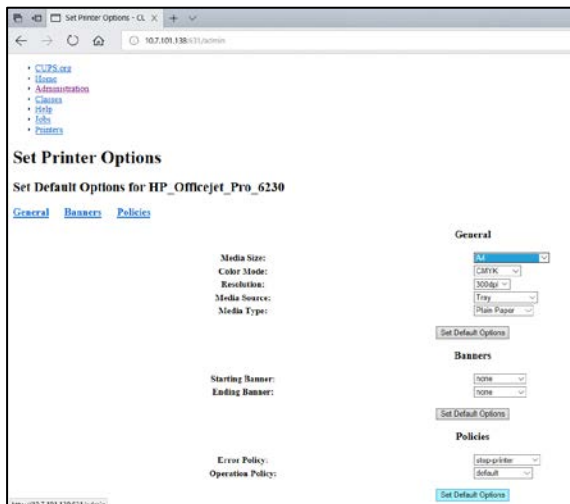 Set Printer Options - CL
10.7.101.138:631/admin
CUPS.org
Home
Administration
Classes
Help
Jobs
Printers
Set Printer Options
Set Default Options for HP_Officejet_Pro_6230
General Banners Policies
General
Media Size: A4
Color Mode: CMYK
Resolution: 300dpi
Media Source: Tray
Media Type: Plain Paper
Set Default Options
Banners
Starting Banner: none
Ending Banner: none
Set Default Options
Policies
Error Policy: stop-printer
Operation Policy: default
Set Default Options